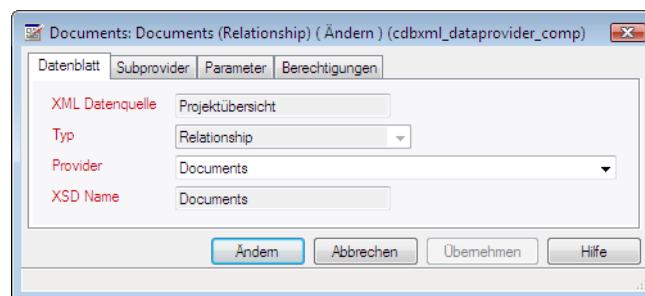 Documents: Documents (Relationship) ( Ändern ) (cdbxml_dataprovider_comp)
Datenblatt Subprovider Parameter Berechtigungen
XML Datenquelle Projektübersicht
Typ Relationship
Provider Documents
XSD Name Documents
Ändern Abbrechen Übernehmen Hilfe